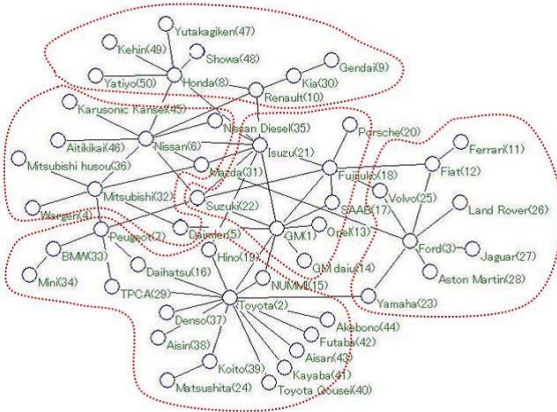 Yutakagiken(47)
Kehin(49)
Showa(48)
Gendai(9)
Yatiyo(50)
Honda(8)
Kia(30)
Renault(10)
Karusonic Kansei(45)
Nissan Diesel(35)
Porsche(20)
Aitikikai(46)
Nissan(6)
Isuzu(21)
Ferrari(11)
Mitsubishi husou(36)
Mazda(31)
Fujijuko(18)
Fiat(12)
Mitsubishi(32)
Suzuki(22)
Volvo(25)
SAAB(17)
Land Rover(26)
Wargen(4)
Daimler(5)
GM(1)
Opel(13)
Peugeot(7)
Ford(3)
Jaguar(27)
BMW(33)
Hino(19)
GM daiu(14)
Daihatsu(16)
Aston Martin(28)
Mini(34)
NUMMI(15)
TPCA(29)
Toyota(2)
Yamaha(23)
Denso(37)
Akebono(44)
Aisin(38)
Futaba(42)
Koito(39)
Aisan(43)
Kayaba(41)
Matsushita(24)
Toyota Gousei(40)